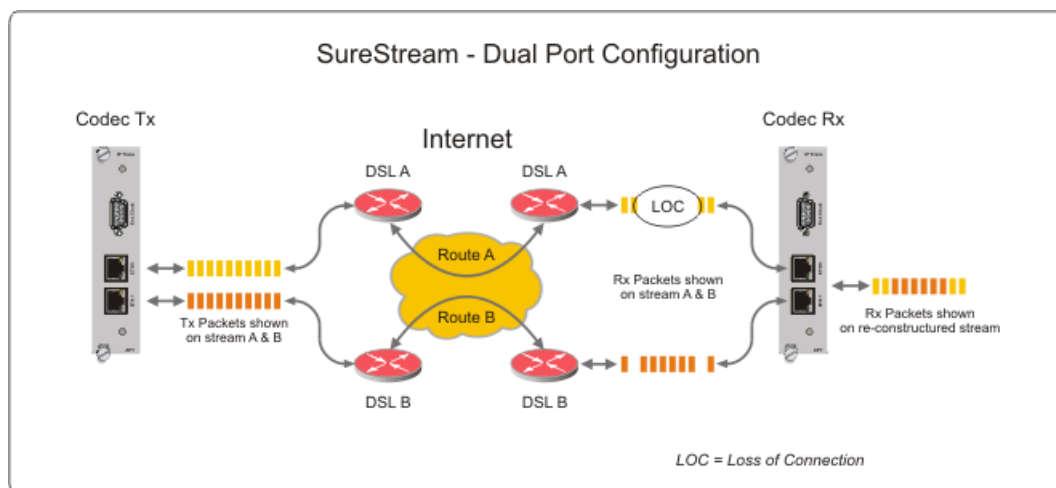 SureStream - Dual Port Configuration
Codec Tx
Internet
Codec Rx
DSL A
DSL A
LOC
Route A
Route B
Tx Packets shown
on stream A & B
Rx Packets shown
on stream A & B
Rx Packets shown
on re-constructured stream
DSL B
DSL B
LOC = Loss of Connection